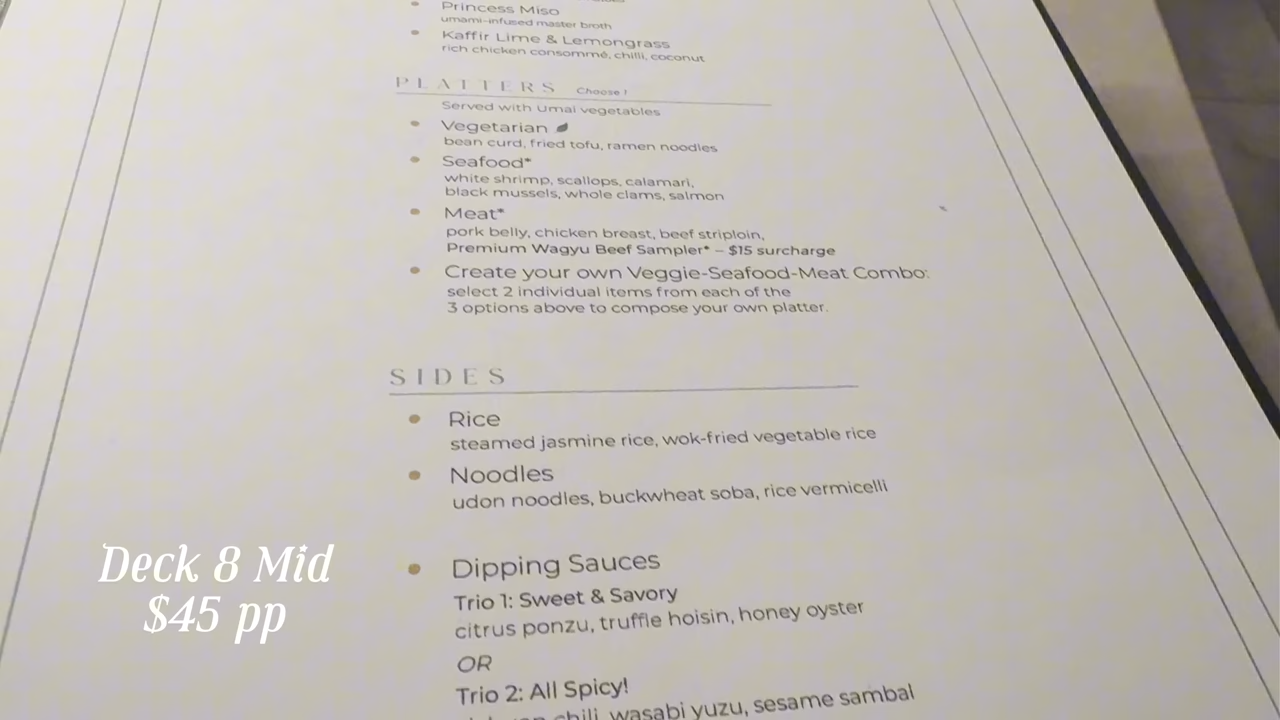 Princess Miso
umami-infused master broth
Kaffir Lime & Lemongrass
rich chicken consommé, chilli, coconut
PLATTERS Choose 1
Served with Umai vegetables
Vegetarian
bean curd, fried tofu, ramen noodles
Seafood*
white shrimp, scallops, calamari,
black mussels, whole clams, salmon
Meat*
pork belly, chicken breast, beef striploin,
Premium Wagyu Beef Sampler* – $15 surcharge
Create your own Veggie-Seafood-Meat Combo:
select 2 individual items from each of the
3 options above to compose your own platter.
SIDES
Rice
steamed jasmine rice, wok-fried vegetable rice
Noodles
udon noodles, buckwheat soba, rice vermicelli
Dipping Sauces
Trio 1: Sweet & Savory
citrus ponzu, truffle hoisin, honey oyster
OR
Trio 2: All Spicy!
chili, wasabi yuzu, sesame sambal
Deck 8 Mid
$45 pp